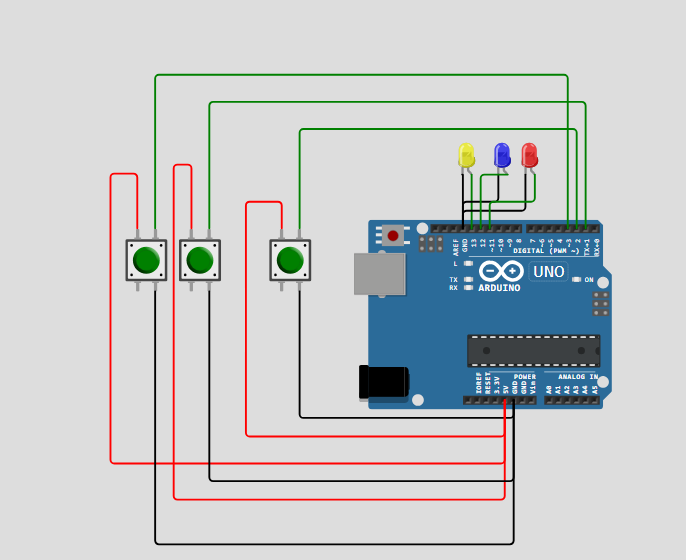 AREF
GND
13
12
~11
~10
~9
8
7
~6
~5
4
~3
2
TX→1
RX←0
DIGITAL (PWM ~)
L
TX
RX
UNO
ON
ARDUINO
IOREF
RESET
3.3V
5V
GND
GND
Vin
POWER
ANALOG IN
A0
A1
A2
A3
A4
A5